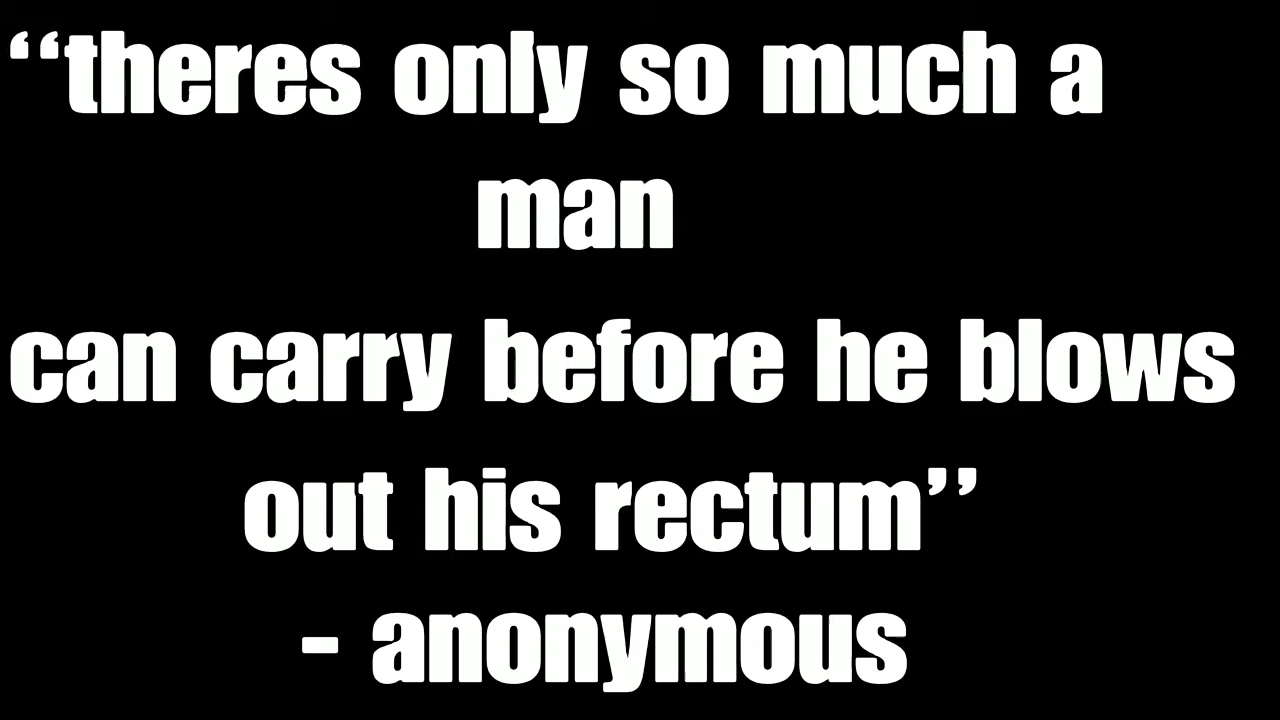 “theres only so much a
man
can carry before he blows
out his rectum”
- anonymous